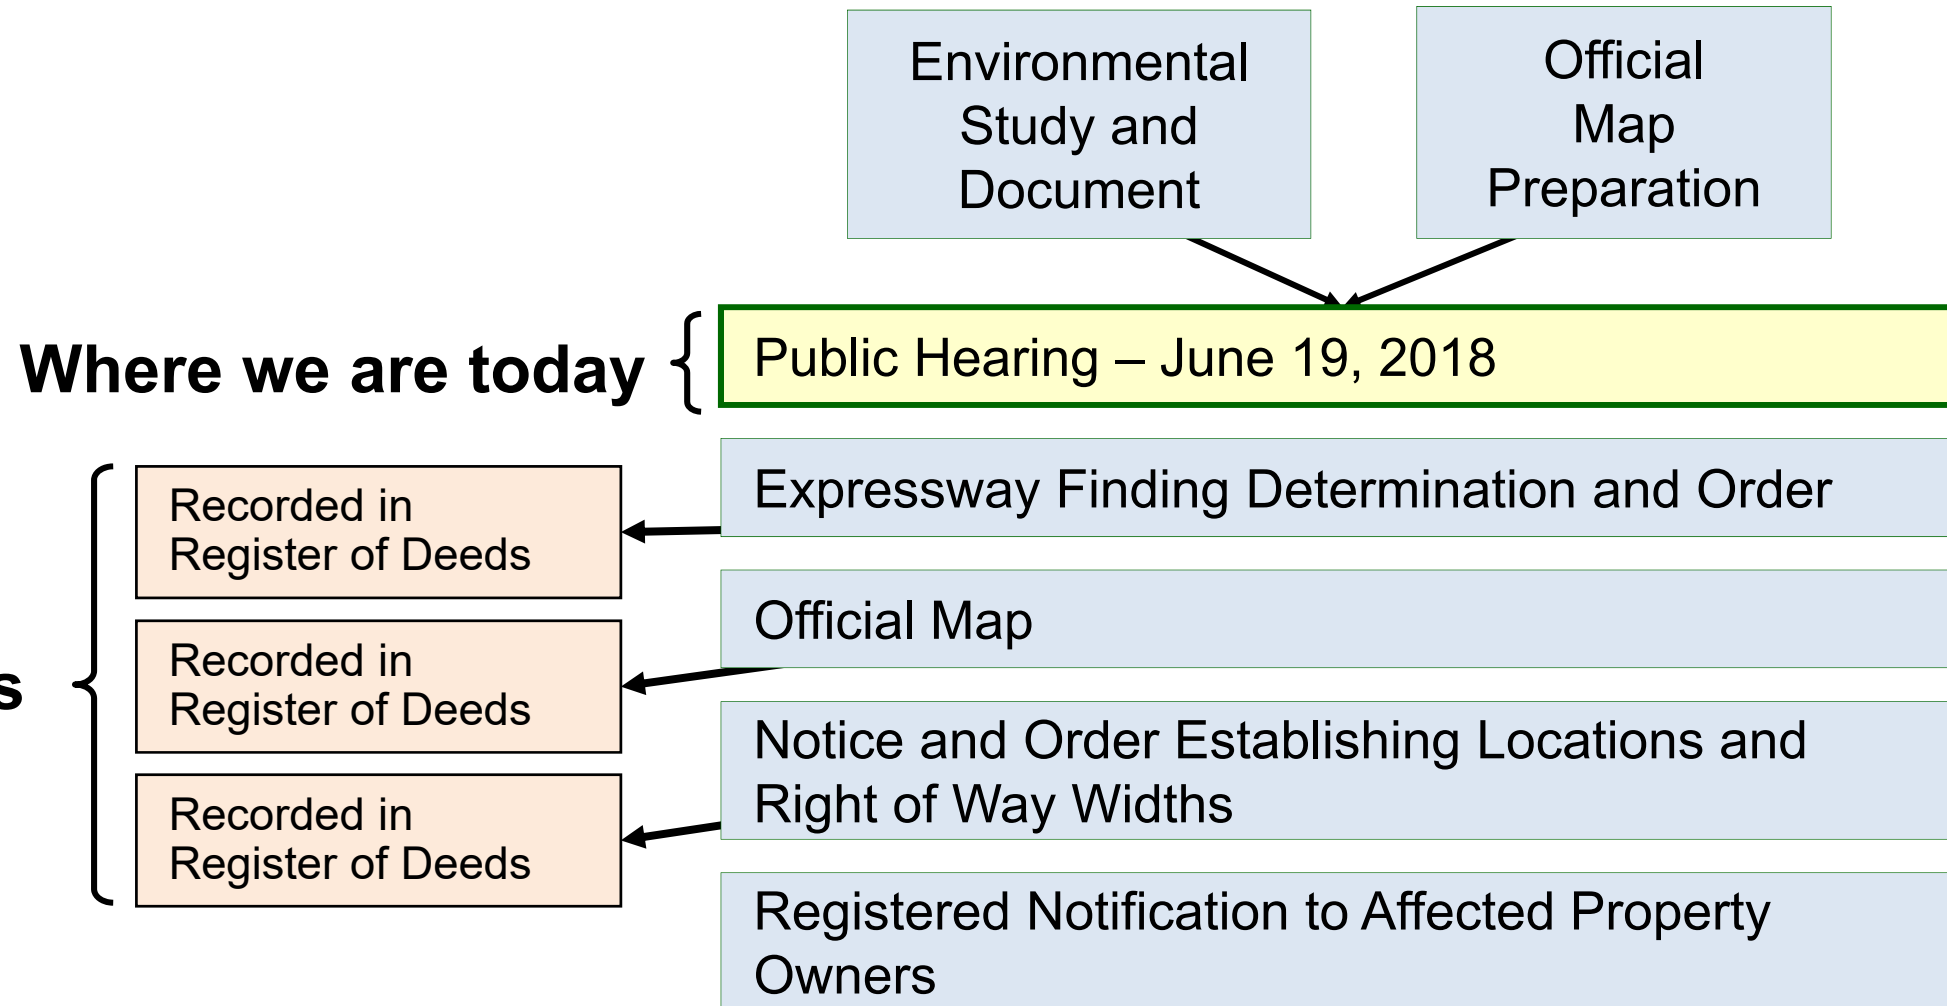 Environmental
Study and
Document
Official
Map
Preparation
Where we are today
Public Hearing – June 19, 2018
Expressway Finding Determination and Order
Recorded in
Register of Deeds
Official Map
Recorded in
Register of Deeds
s
Notice and Order Establishing Locations and
Right of Way Widths
Recorded in
Register of Deeds
Registered Notification to Affected Property
Owners